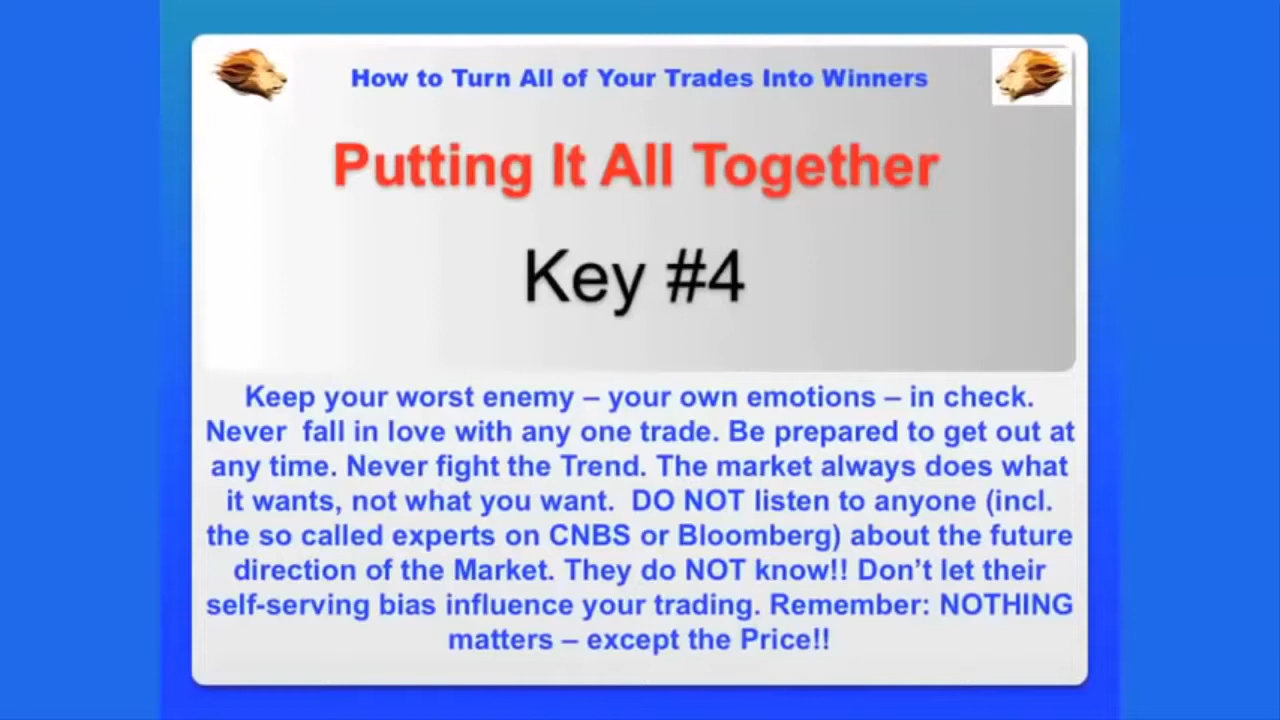 How to Turn All of Your Trades Into Winners
Putting It All Together
Key #4
Keep your worst enemy – your own emotions – in check.
Never  fall in love with any one trade. Be prepared to get out at
any time. Never fight the Trend. The market always does what
it wants, not what you want.  DO NOT listen to anyone (incl.
the so called experts on CNBS or Bloomberg) about the future
direction of the Market. They do NOT know!! Don’t let their
self-serving bias influence your trading. Remember: NOTHING
matters – except the Price!!